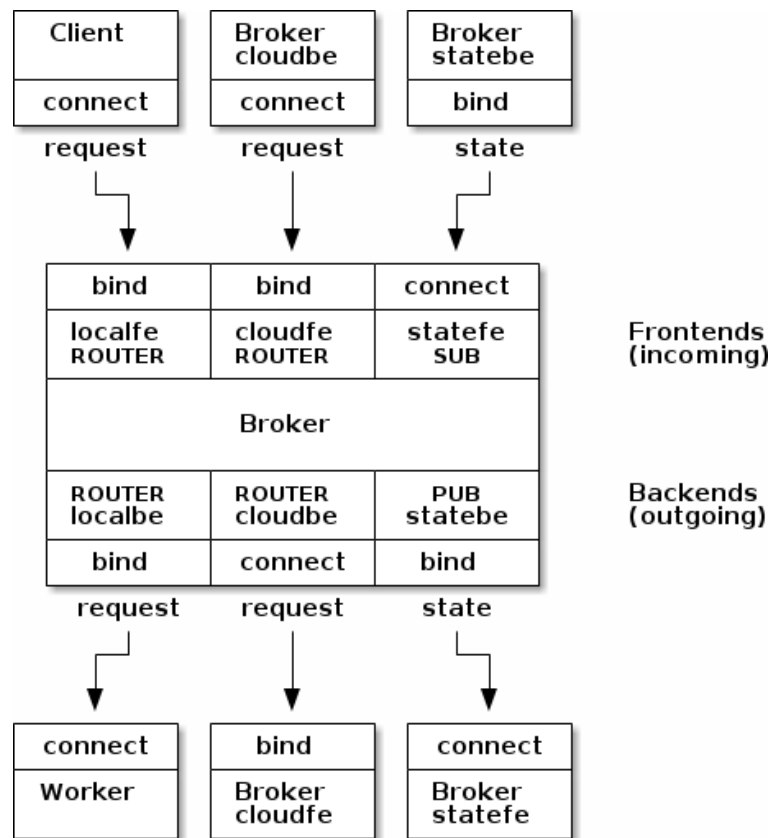 Client Broker Broker
cloudbe statebe
connect connect bind
request request state
bind bind connect
localfe cloudfe statefe Frontends
ROUTER ROUTER SUB (incoming)
Broker
ROUTER ROUTER PUB Backends
localbe cloudbe statebe (outgoing)
bind connect bind
request request state
connect bind connect
Worker Broker Broker
cloudfe statefe